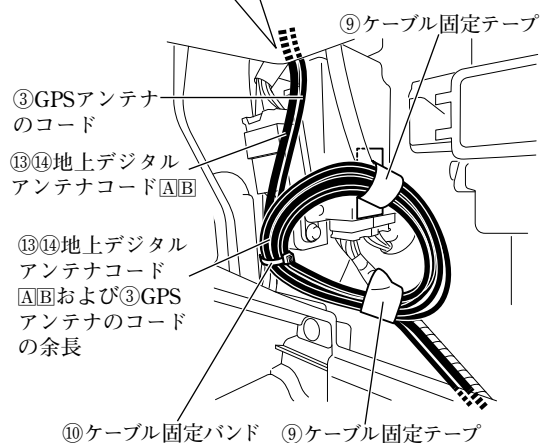 ⑨ケーブル固定テープ
③GPSアンテナ
のコード
⑬⑭地上デジタル
アンテナコードAB
⑬⑭地上デジタル
アンテナコード
ABおよび③GPS
アンテナのコード
の余長
⑩ケーブル固定バンド
⑨ケーブル固定テープ